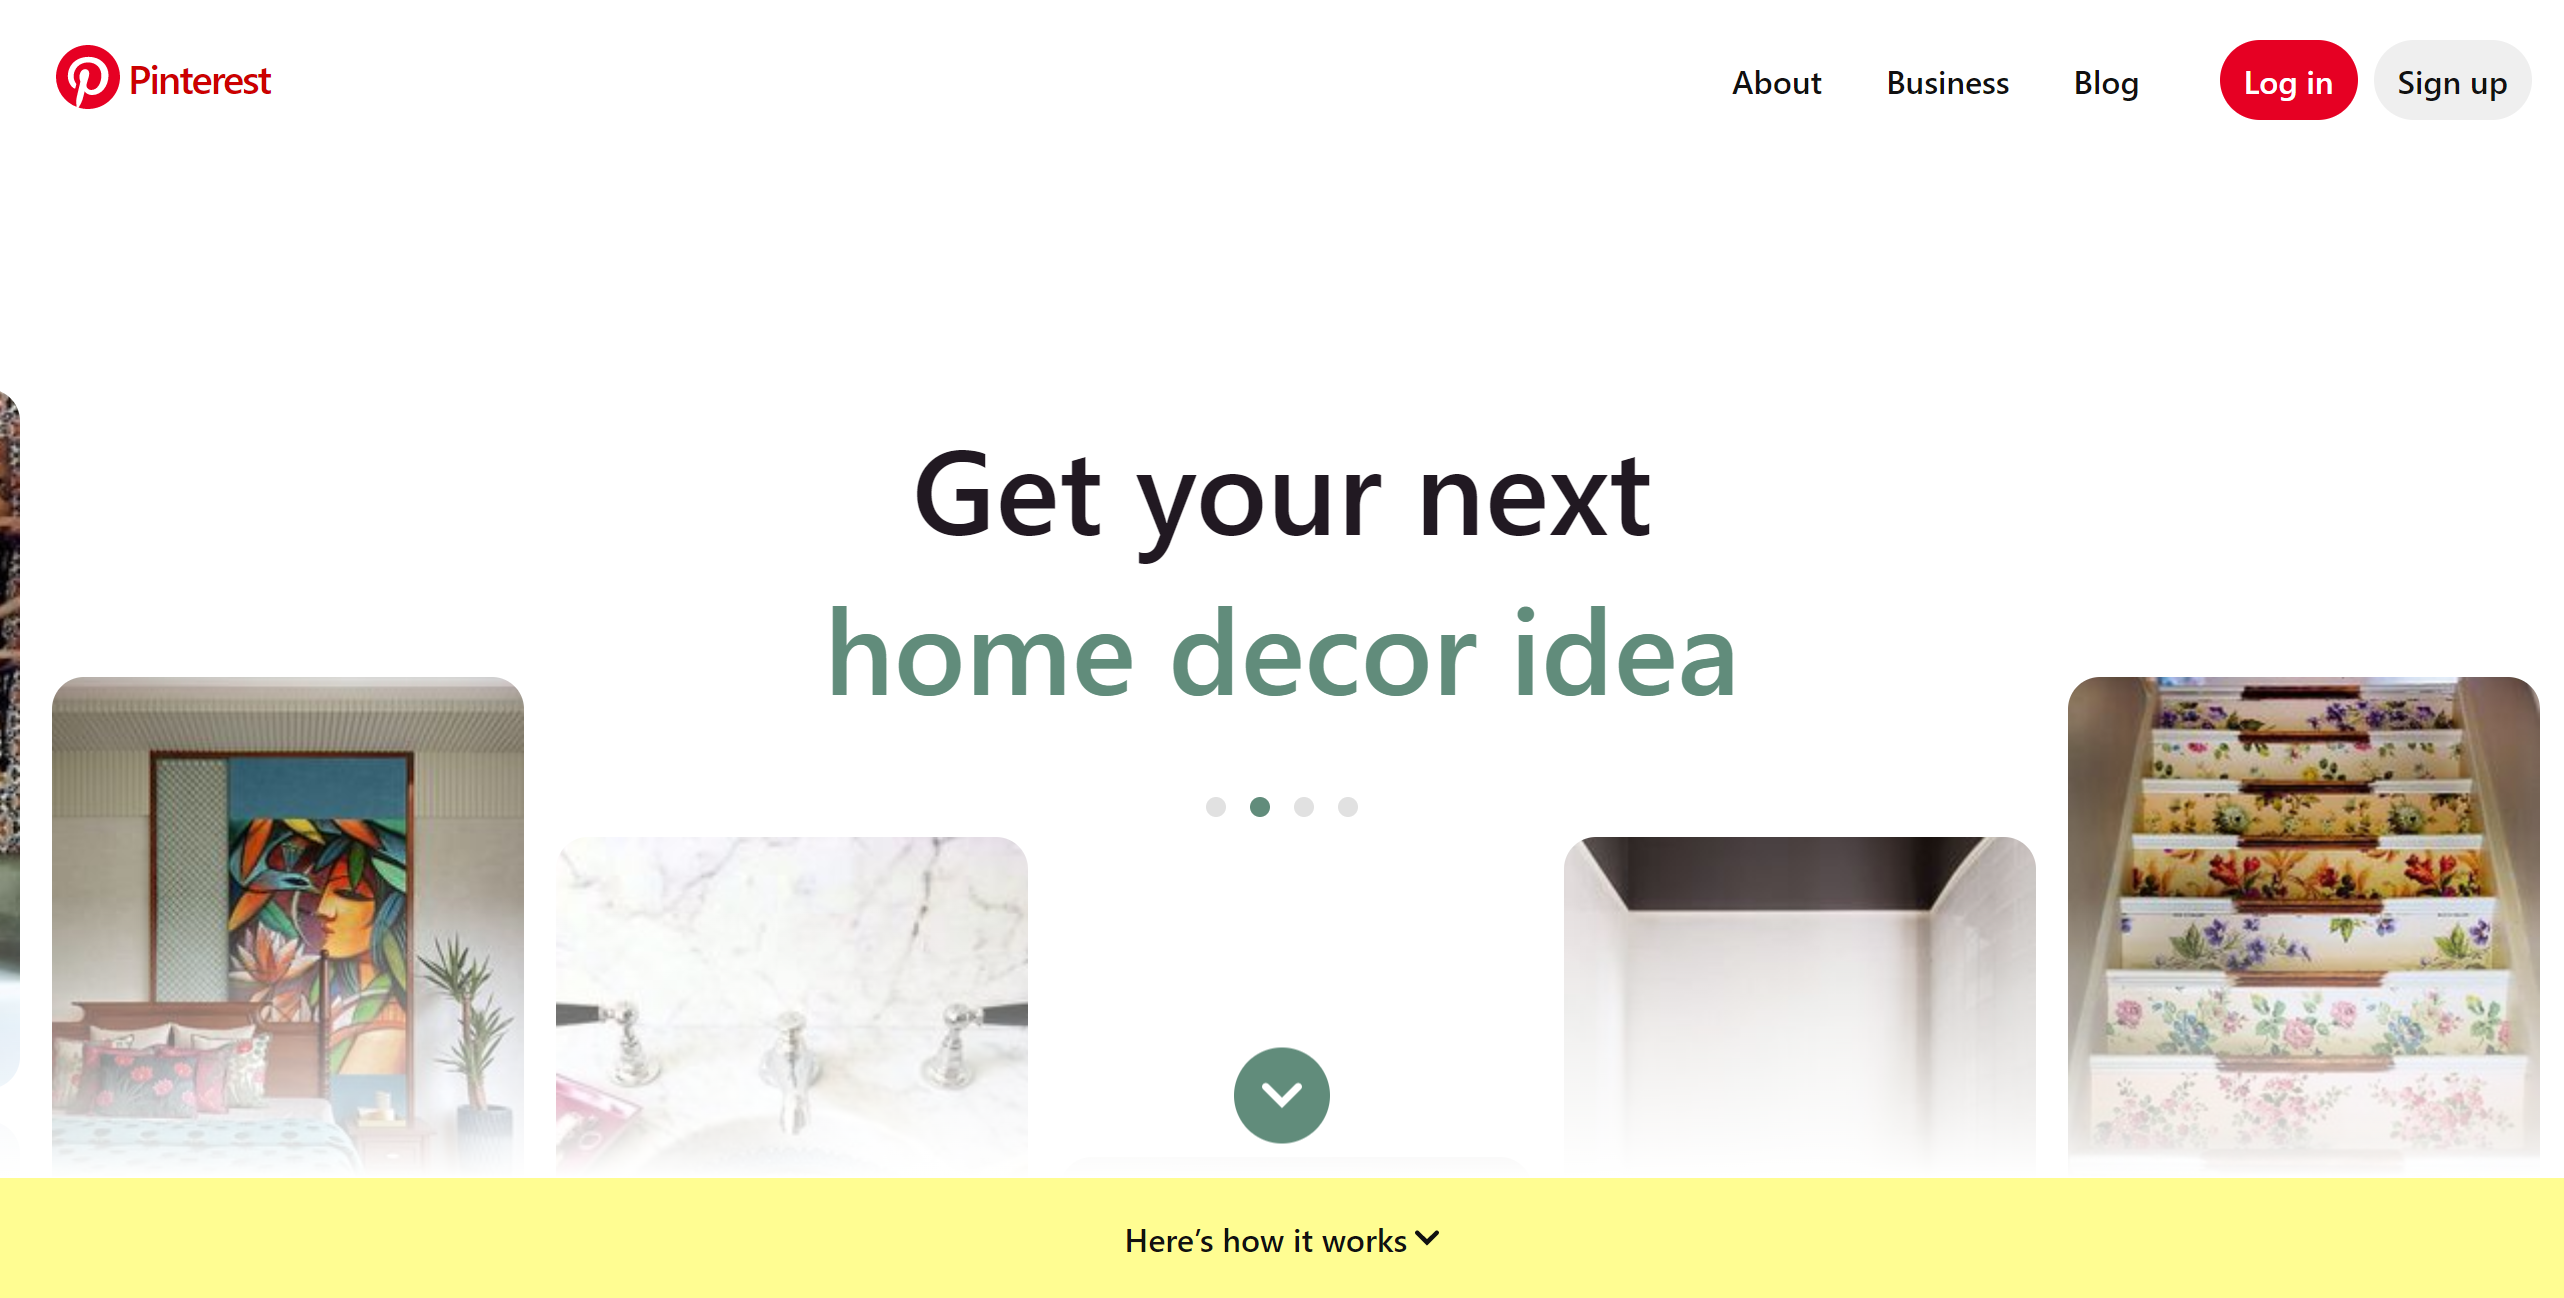 Pinterest
About
Business
Blog
Log in
Sign up
Get your next
home decor idea
Here’s how it works